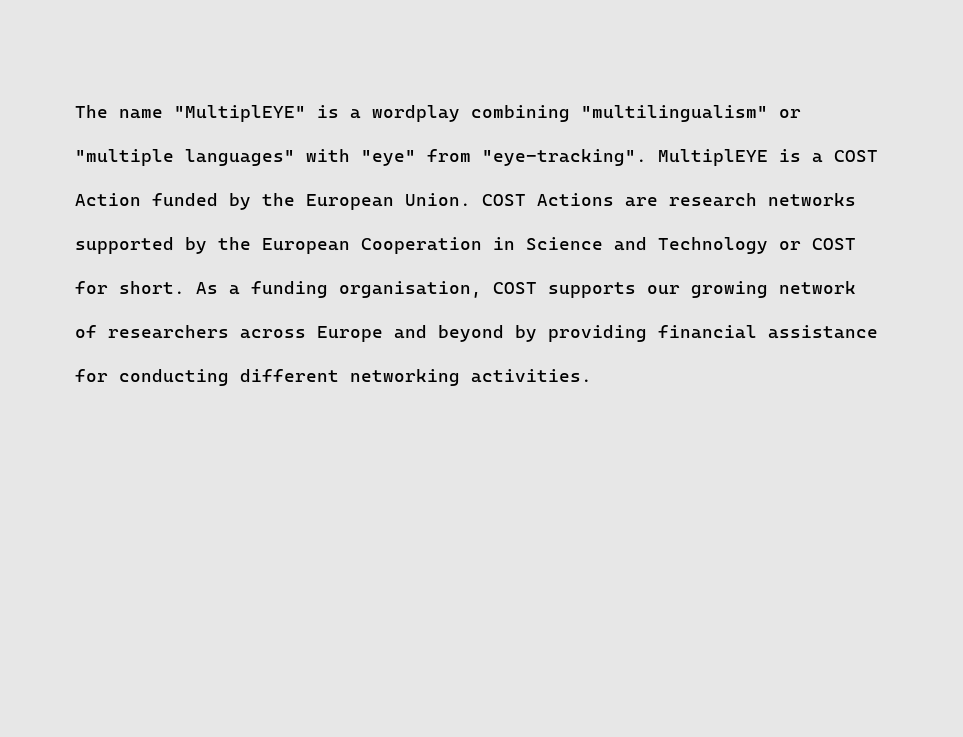 The name "MultiplEYE" is a wordplay combining "multilingualism" or
"multiple languages" with "eye" from "eye-tracking". MultiplEYE is a COST
Action funded by the European Union. COST Actions are research networks
supported by the European Cooperation in Science and Technology or COST
for short. As a funding organisation, COST supports our growing network
of researchers across Europe and beyond by providing financial assistance
for conducting different networking activities.